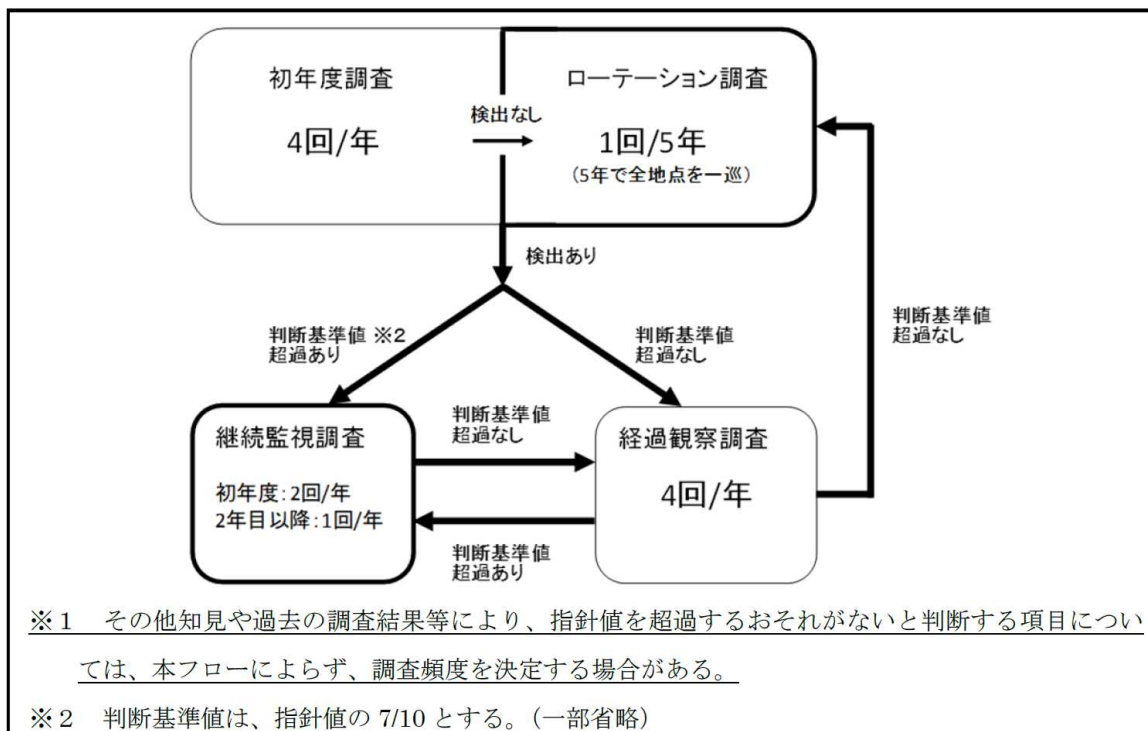 初年度調査
4回/年
検出なし
ローテーション調査
1回/5年
(5年で全地点を一巡)
検出あり
判断基準値 ※2
超過あり
判断基準値
超過なし
判断基準値
超過なし
継続監視調査
初年度:2回/年
2年目以降:1回/年
判断基準値
超過なし
判断基準値
超過あり
経過観察調査
4回/年
※1 その他知見や過去の調査結果等により、指針値を超過するおそれがないと判断する項目につい
ては、本フローによらず、調査頻度を決定する場合がある。
※2 判断基準値は、指針値の 7/10 とする。(一部省略)